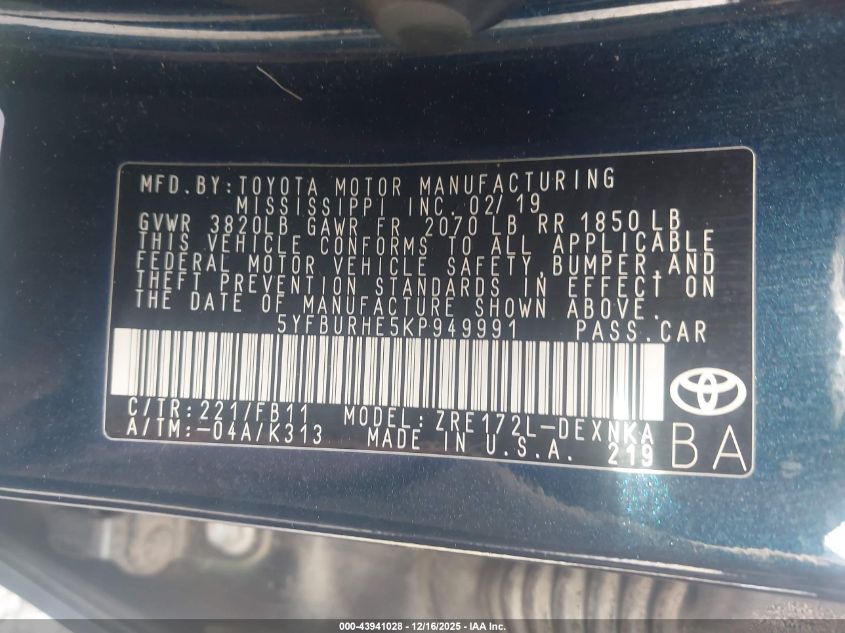 MFD.BY:TOYOTA MOTOR MANUFACTURING
MISSISSIPPI INC 02/19
GVWR 3820LB GAWR FR 2070 LB RR 1850LB
THIS VEHICLE CONFORMS TO ALL APPLICABLE
FEDERAL MOTOR VEHICLE SAFETY,BUMPER,AND
THEFT PREVENTION STANDARDS IN EFFECT ON
THE DATE OF MANUFACTURE SHOWN ABOVE.
5YFBURHE5KP949991 PASS.CAR
C/TR:221/FB11 MODEL:ZRE172L-DEXNKA
A/TM:-04A/K313 MADE IN U.S.A. 219 BA
000-43941028 - 12/16/2025 - IAA Inc.